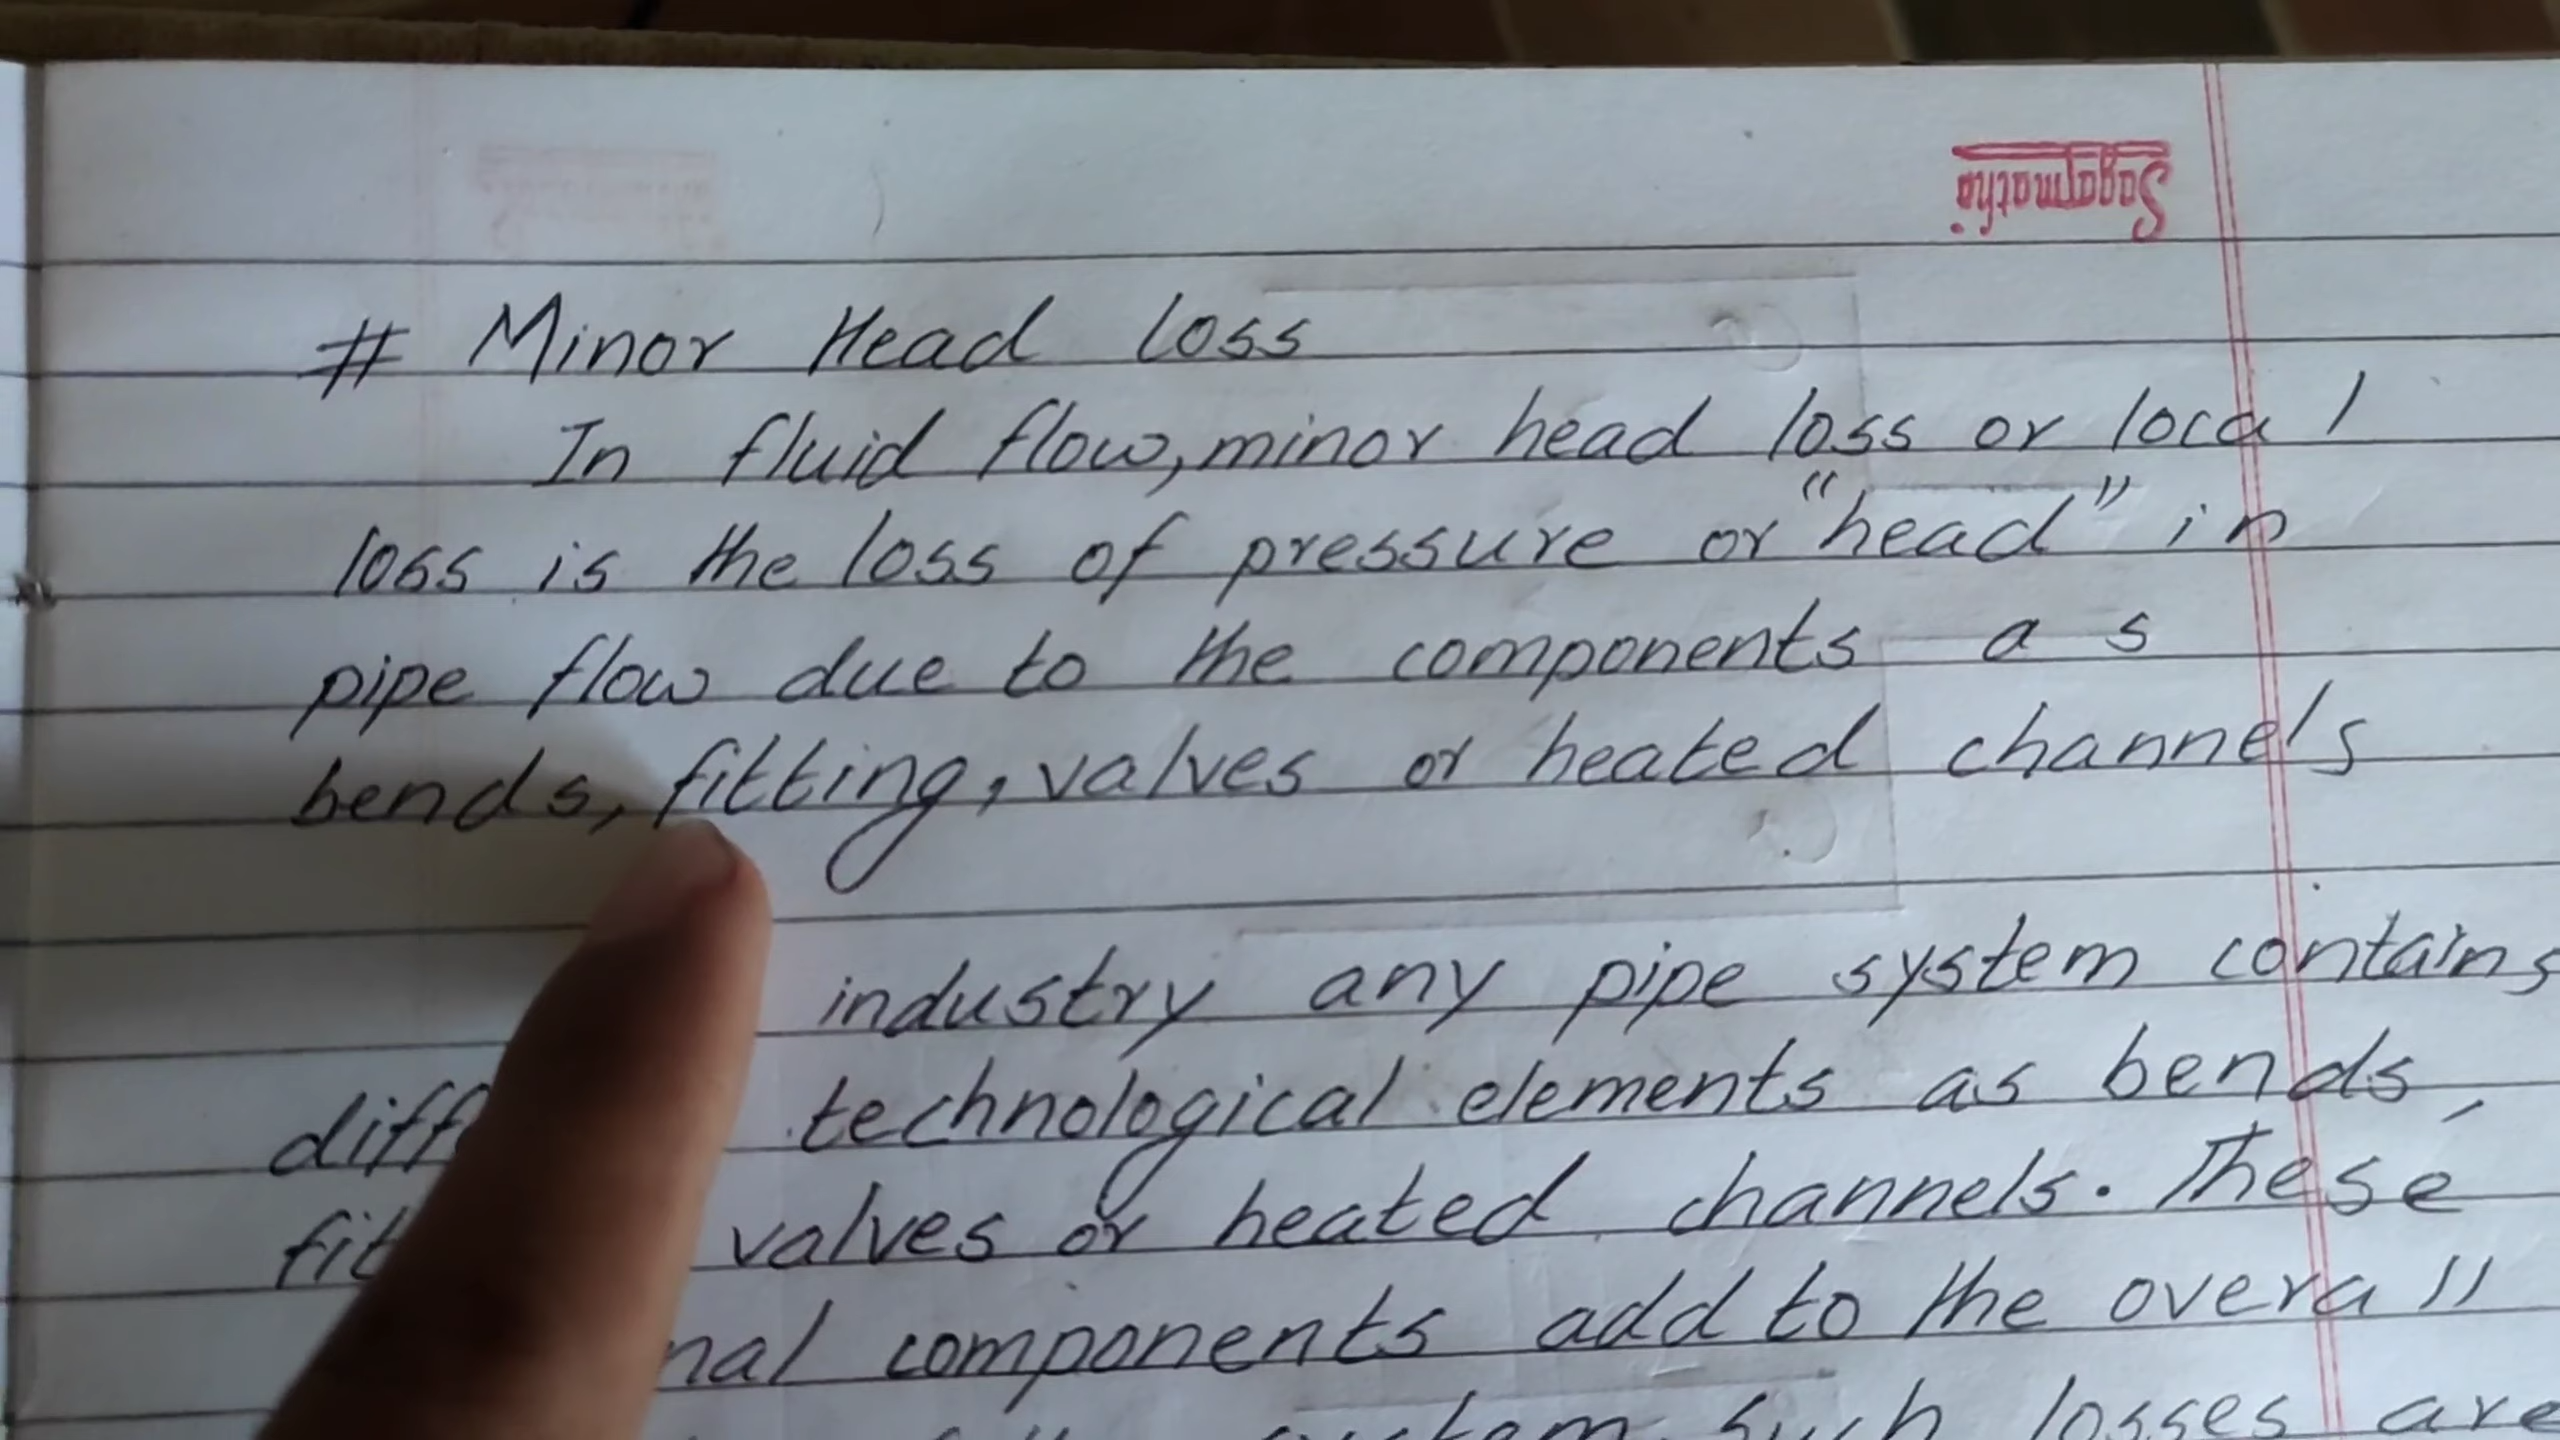 Sagarmatha
# Minor Head loss
In fluid flow, minor head loss or local
loss is the loss of pressure or "head" in
pipe flow due to the components as
bends, fitting, valves or heated channels
industry any pipe system contains
technological elements as bends,
valves or heated channels. These
components add to the overall
system. Such losses are